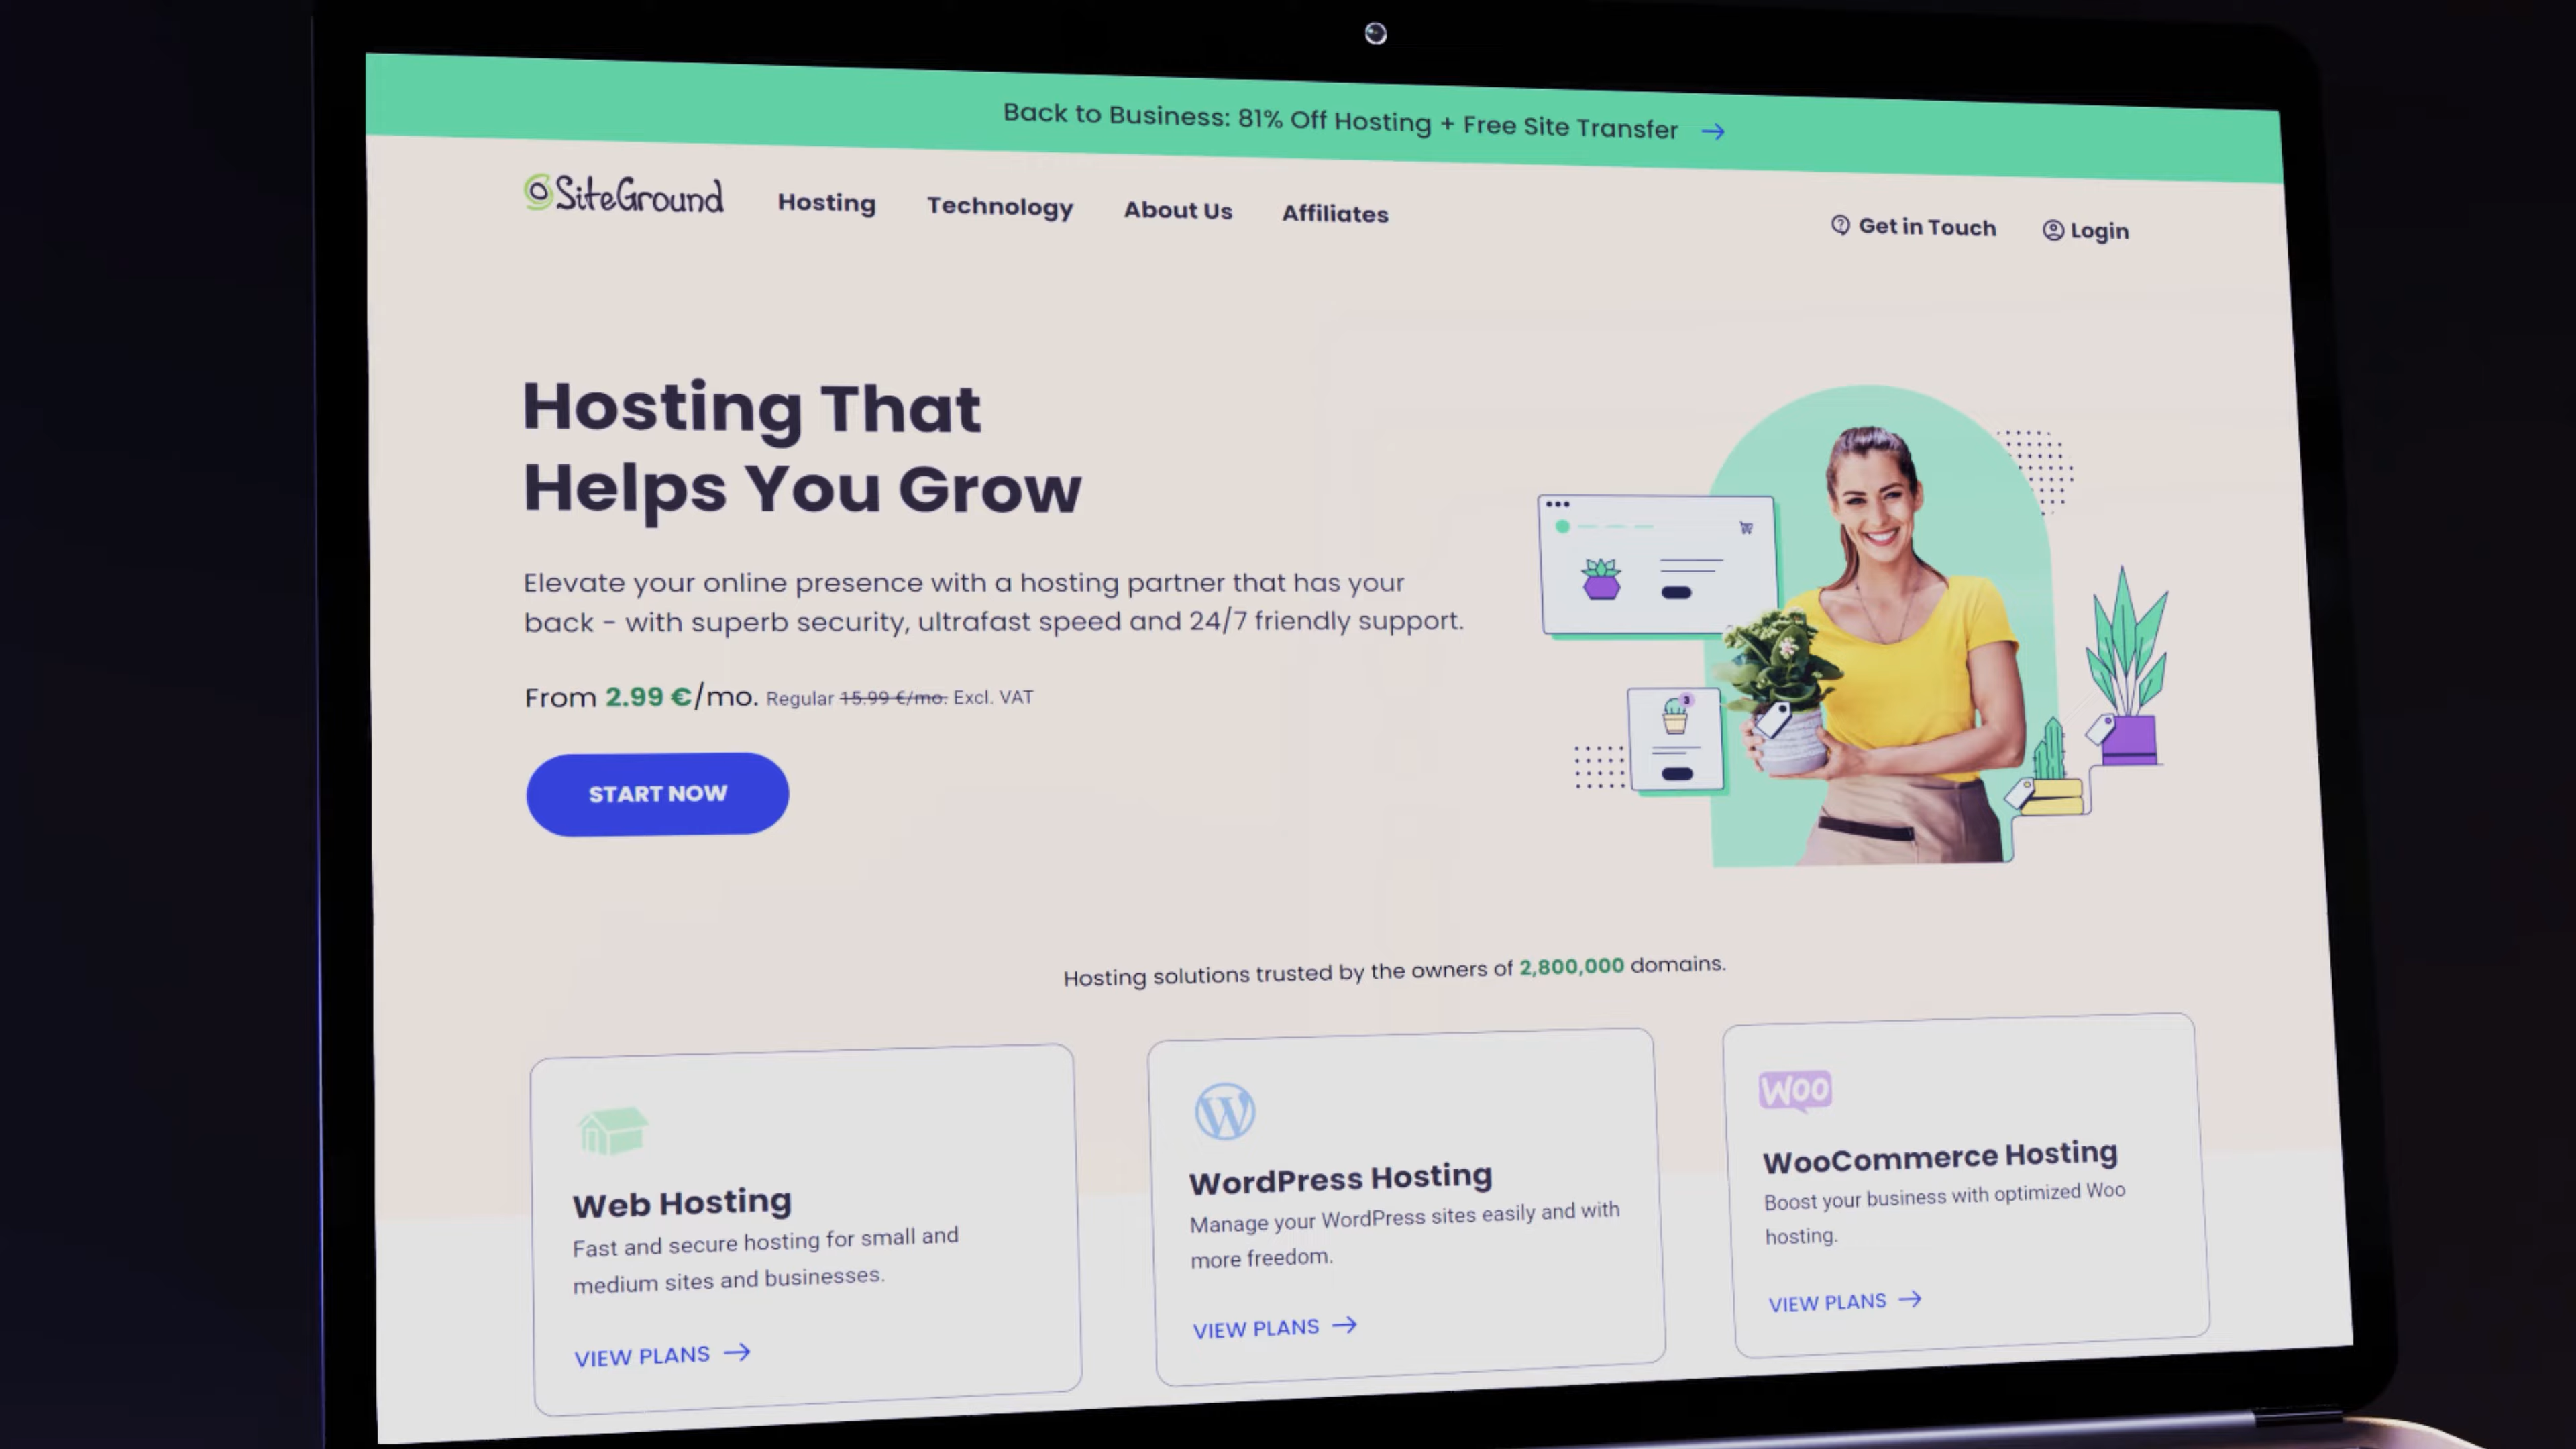 Back to Business: 81% Off Hosting + Free Site Transfer →
SiteGround Hosting Technology About Us Affiliates Get in Touch Login
Hosting That
Helps You Grow
Elevate your online presence with a hosting partner that has your
back - with superb security, ultrafast speed and 24/7 friendly support.
From 2.99 €/mo. Regular 15.99 €/mo. Excl. VAT
START NOW
3
Hosting solutions trusted by the owners of 2,800,000 domains.
Web Hosting
Fast and secure hosting for small and
medium sites and businesses.
VIEW PLANS →
W
WordPress Hosting
Manage your WordPress sites easily and with
more freedom.
VIEW PLANS →
Woo
WooCommerce Hosting
Boost your business with optimized Woo
hosting.
VIEW PLANS →